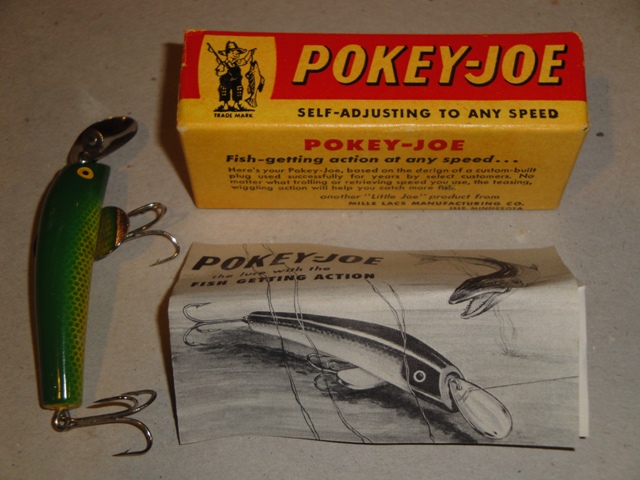 POKEY-JOE
TRADE MARK
SELF-ADJUSTING TO ANY SPEED
POKEY-JOE
Fish-getting action at any speed...
Here's your Pokey-Joe, based on the design of a custom-built
plug used successfully for years by select customers. No
matter what trolling or retrieving speed you use, the teasing,
wiggling action will help you catch more fish.
another "Little Joe" product from
MILLE LACS MANUFACTURING CO.
ISLE, MINNESOTA
POKEY-JOE
the lure with the
FISH GETTING ACTION